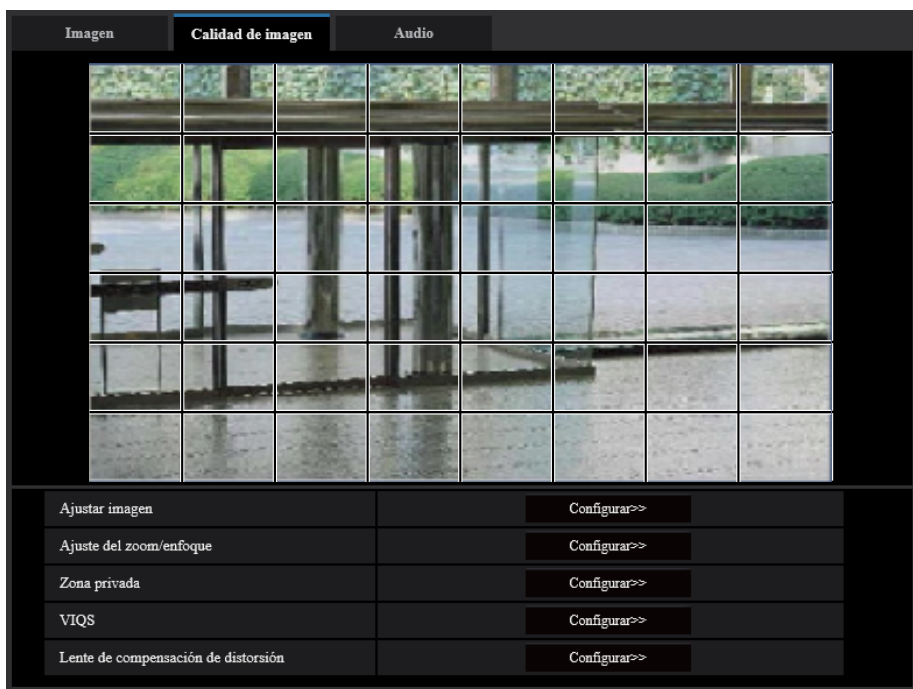 Imagen Calidad de imagen Audio
Ajustar imagen Configurar>>
Ajuste del zoom/enfoque Configurar>>
Zona privada Configurar>>
VIQS Configurar>>
Lente de compensación de distorsión Configurar>>